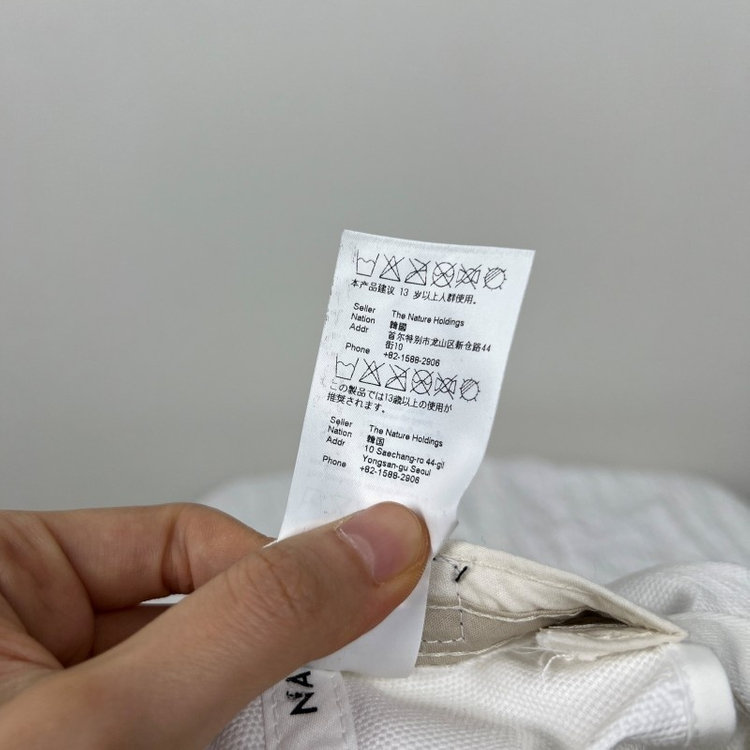 本产品建议 13 岁以上人群使用。
Seller The Nature Holdings
Nation 韓國
Addr 首尔特别市龙山区新仓路44
街10
Phone +82-1588-2906
この製品では13歳以上の使用が
推奨されます。
Seller The Nature Holdings
Nation 韓国
Addr 10 Saechang-ro 44-gil
Yongsan-gu Seoul
Phone +82-1588-2906
NA